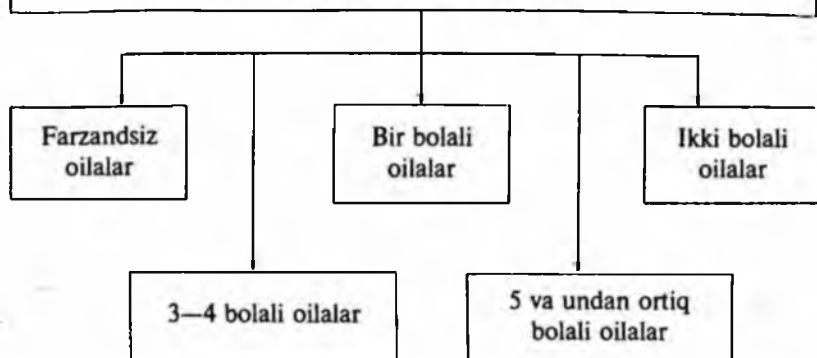 Farzandsiz
oilalar
Bir bolali
oilalar
Ikki bolali
oilalar
3—4 bolali oilalar
5 va undan ortiq
bolali oilalar